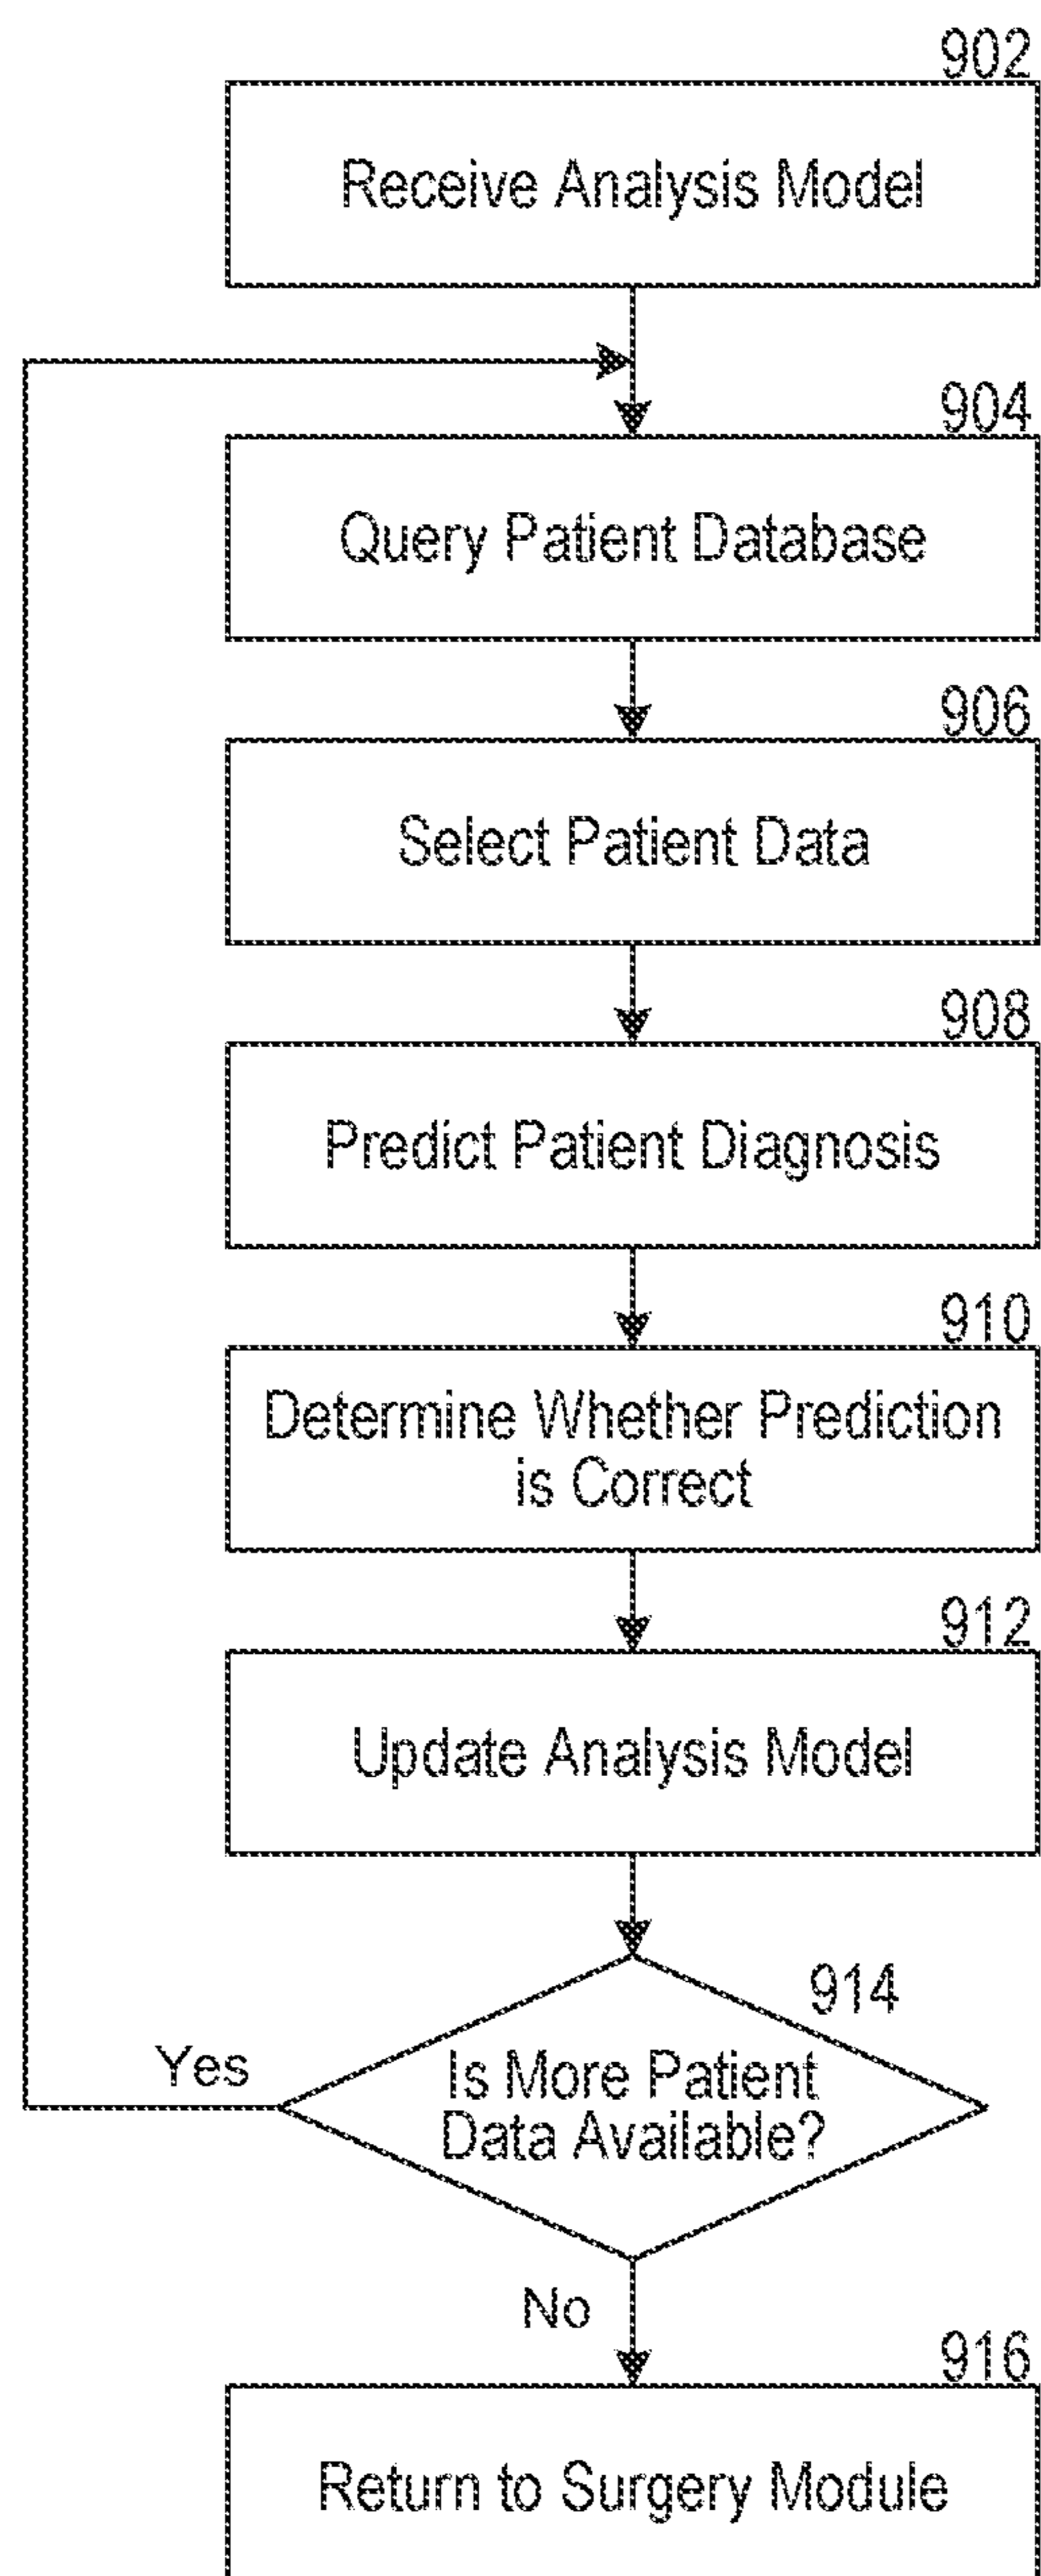 902
Receive Analysis Model
904
Query Patient Database
906
Select Patient Data
908
Predict Patient Diagnosis
910
Determine Whether Prediction
is Correct
912
Update Analysis Model
914
Yes
Is More Patient
Data Available?
No
916
Return to Surgery Module